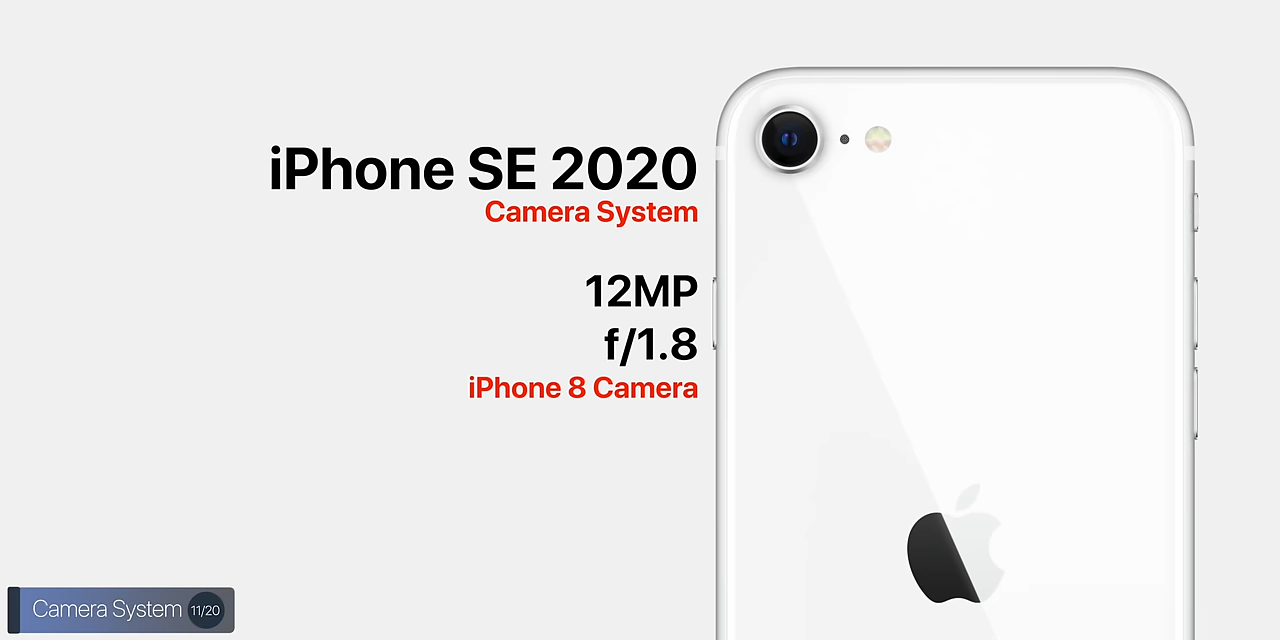 iPhone SE 2020
Camera System
12MP
f/1.8
iPhone 8 Camera
Camera System 11/20